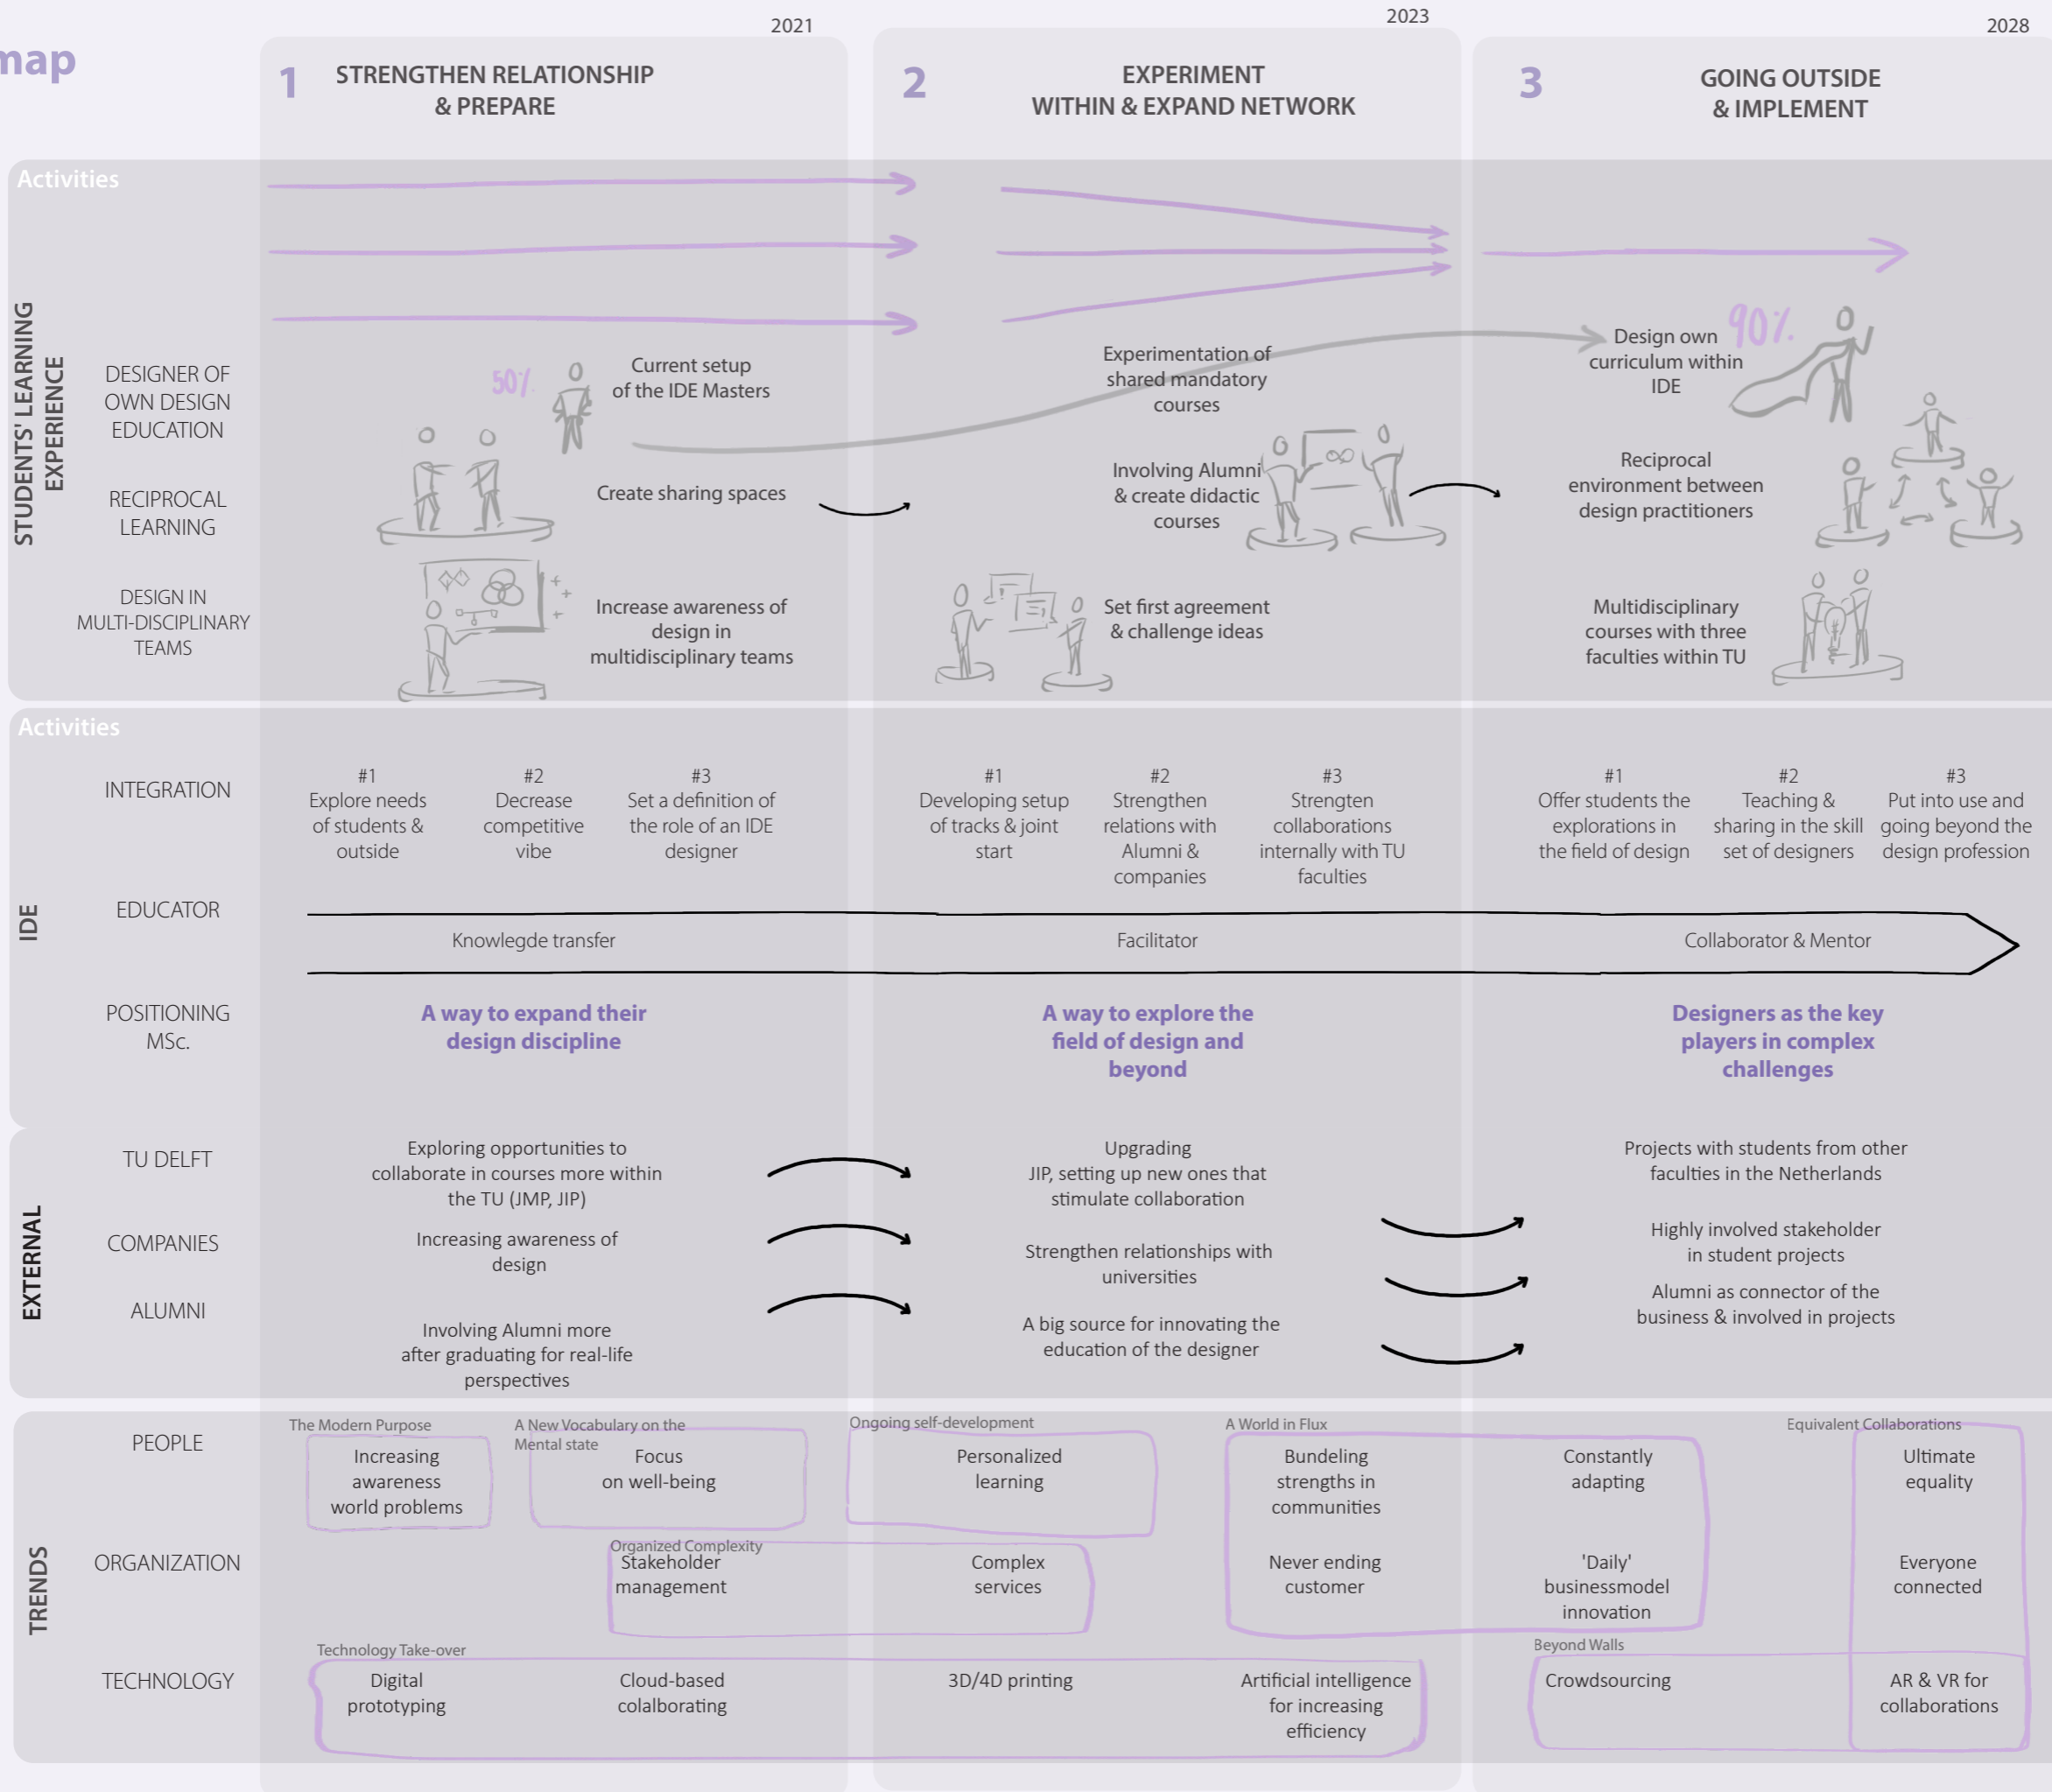 map
2021
2023
2028
1
STRENGTHEN RELATIONSHIP
& PREPARE
2
EXPERIMENT
WITHIN & EXPAND NETWORK
3
GOING OUTSIDE
& IMPLEMENT
Activities
STUDENTS' LEARNING
EXPERIENCE
DESIGNER OF
OWN DESIGN
EDUCATION
50%
Current setup
of the IDE Masters
Experimentation of
shared mandatory
courses
Design own
curriculum within
IDE
90%
RECIPROCAL
LEARNING
Create sharing spaces
Involving Alumni
& create didactic
courses
Reciprocal
environment between
design practitioners
DESIGN IN
MULTI-DISCIPLINARY
TEAMS
Increase awareness of
design in
multidisciplinary teams
Set first agreement
& challenge ideas
Multidisciplinary
courses with three
faculties within TU
Activities
IDE
INTEGRATION
#1
Explore needs
of students &
outside
#2
Decrease
competitive
vibe
#3
Set a definition of
the role of an IDE
designer
#1
Developing setup
of tracks & joint
start
#2
Strengthen
relations with
Alumni &
companies
#3
Strengten
collaborations
internally with TU
faculties
#1
Offer students the
explorations in
the field of design
#2
Teaching &
sharing in the skill
set of designers
#3
Put into use and
going beyond the
design profession
EDUCATOR
Knowlegde transfer
Facilitator
Collaborator & Mentor
POSITIONING
MSc.
A way to expand their
design discipline
A way to explore the
field of design and
beyond
Designers as the key
players in complex
challenges
EXTERNAL
TU DELFT
Exploring opportunities to
collaborate in courses more within
the TU (JMP, JIP)
Upgrading
JIP, setting up new ones that
stimulate collaboration
Projects with students from other
faculties in the Netherlands
COMPANIES
Increasing awareness of
design
Strengthen relationships with
universities
Highly involved stakeholder
in student projects
ALUMNI
Involving Alumni more
after graduating for real-life
perspectives
A big source for innovating the
education of the designer
Alumni as connector of the
business & involved in projects
TRENDS
PEOPLE
The Modern Purpose
Increasing
awareness
world problems
A New Vocabulary on the
Mental state
Focus
on well-being
Ongoing self-development
Personalized
learning
A World in Flux
Bundeling
strengths in
communities
Constantly
adapting
Equivalent Collaborations
Ultimate
equality
ORGANIZATION
Organized Complexity
Stakeholder
management
Complex
services
Never ending
customer
'Daily'
businessmodel
innovation
Everyone
connected
TECHNOLOGY
Technology Take-over
Digital
prototyping
Cloud-based
colalborating
3D/4D printing
Artificial intelligence
for increasing
efficiency
Beyond Walls
Crowdsourcing
AR & VR for
collaborations